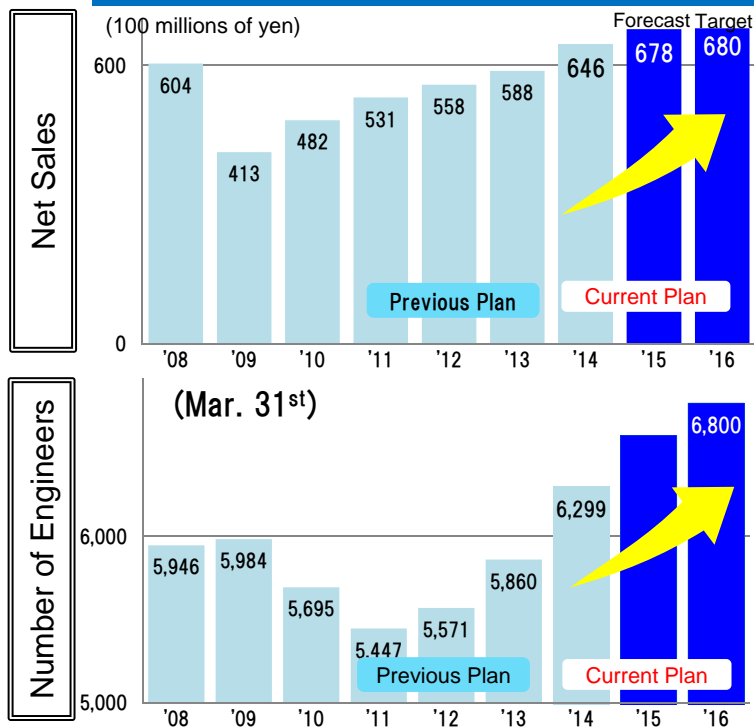 (100 millions of yen)
Forecast Target
Net Sales
600
0
604
413
482
531
558
588
646
678
680
Previous Plan
Current Plan
'08 '09 '10 '11 '12 '13 '14 '15 '16
Number of Engineers
(Mar. 31st)
6,000
5,000
5,946
5,984
5,695
5,447
5,571
5,860
6,299
6,800
Previous Plan
Current Plan
'08 '09 '10 '11 '12 '13 '14 '15 '16